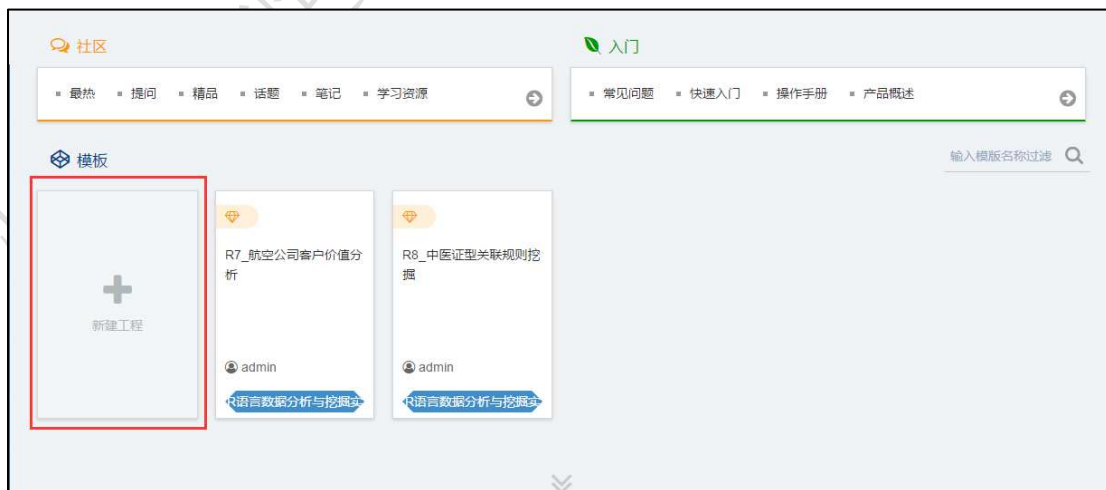 社区
入门
最热 提问 精品 话题 笔记 学习资源
常见问题 快速入门 操作手册 产品概述
模板
输入模版名称过滤
新建工程
R7_航空公司客户价值分
析
admin
R语言数据分析与挖掘实
R8_中医证型关联规则挖
掘
admin
R语言数据分析与挖掘实